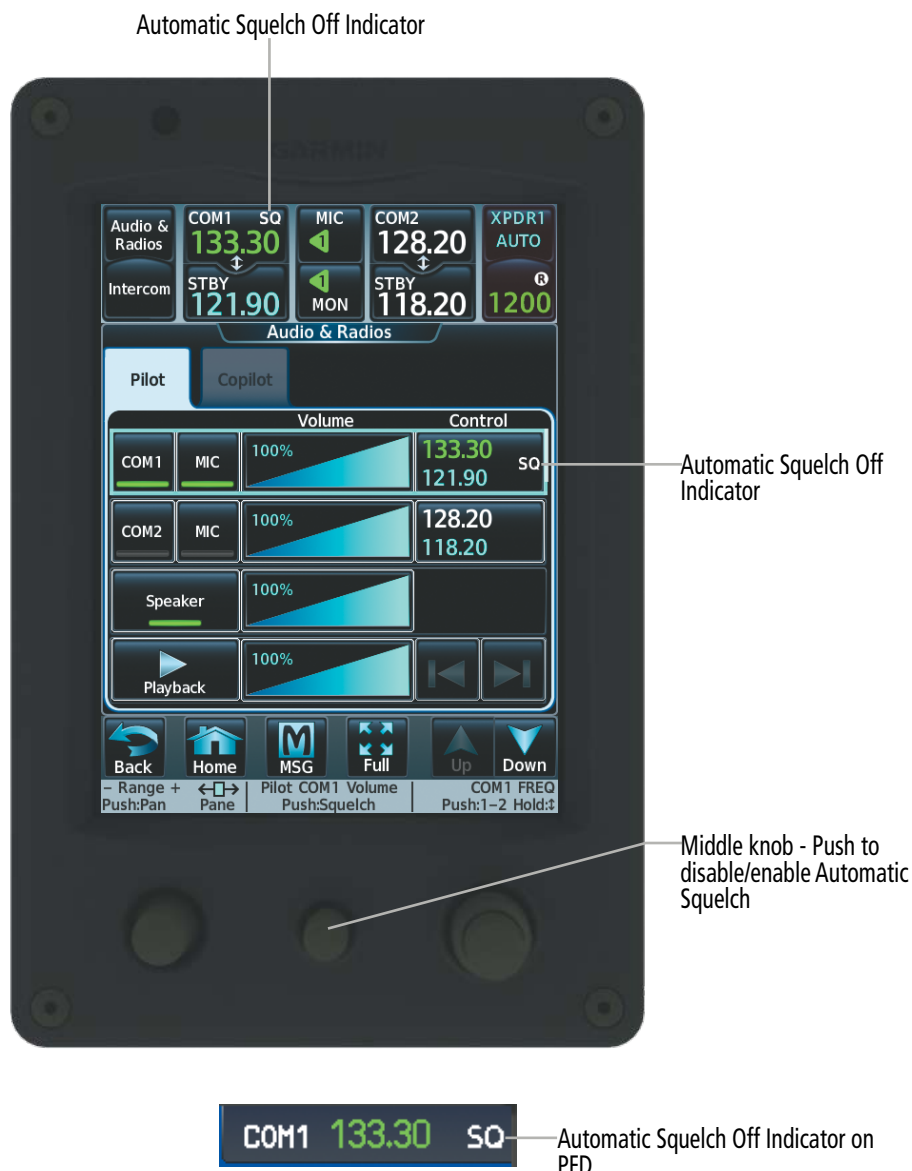 Automatic Squelch Off Indicator
GARMIN
Audio & Radios
COM1 SQ
133.30
MIC
1
COM2
128.20
XPDR1
AUTO
Intercom
STBY
121.90
1
MON
STBY
118.20
R
1200
Audio & Radios
Pilot
Copilot
Volume
Control
COM1
MIC
100%
133.30
121.90
SQ
Automatic Squelch Off
Indicator
COM2
MIC
100%
128.20
118.20
Speaker
100%
Playback
100%
Back
Home
M
MSG
Full
Up
Down
– Range +
Push:Pan
Pane
Pilot COM1 Volume
Push:Squelch
COM1 FREQ
Push:1–2 Hold:↕
Middle knob - Push to
disable/enable Automatic
Squelch
COM1 133.30 SQ
Automatic Squelch Off Indicator on
PFD